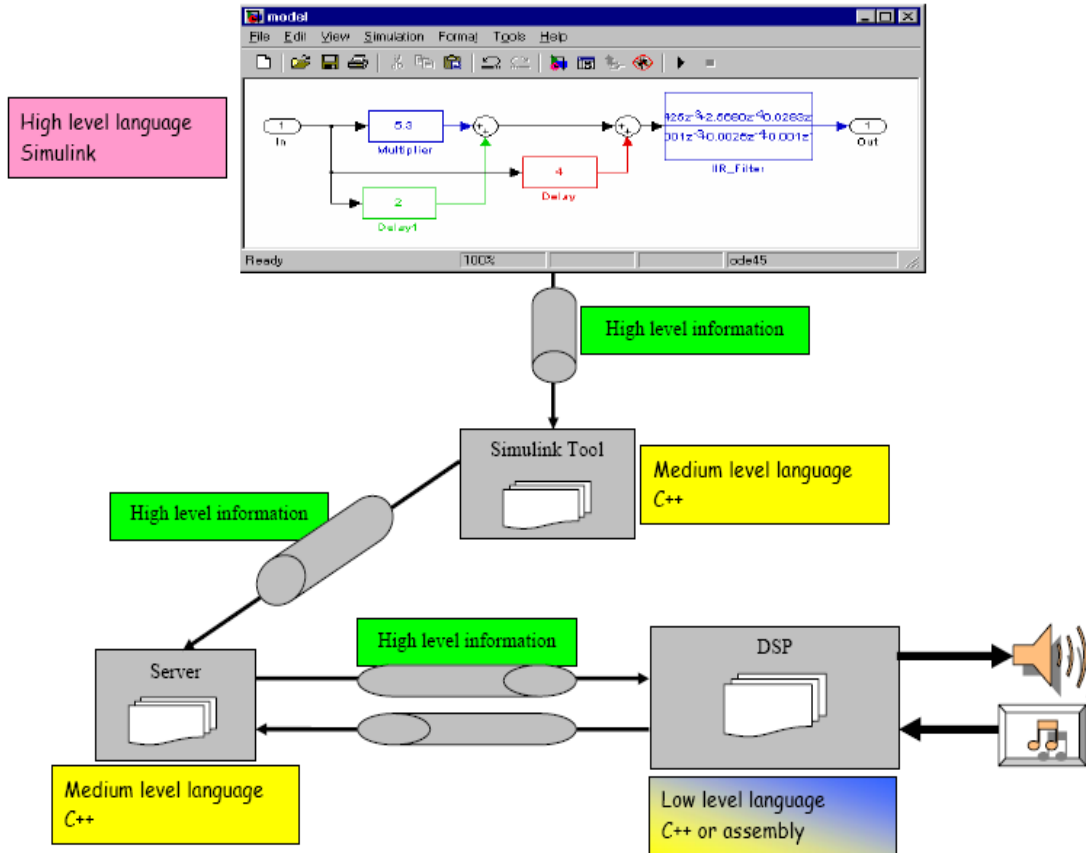 model
File Edit View Simulation Format Tools Help
High level language
Simulink
1
In
5.3
Multiplier
2
Delay1
4
Delay
IIR_Filter
1
Out
Ready 100% ode45
High level information
Simulink Tool
Medium level language
C++
High level information
High level information
Server
DSP
Medium level language
C++
Low level language
C++ or assembly